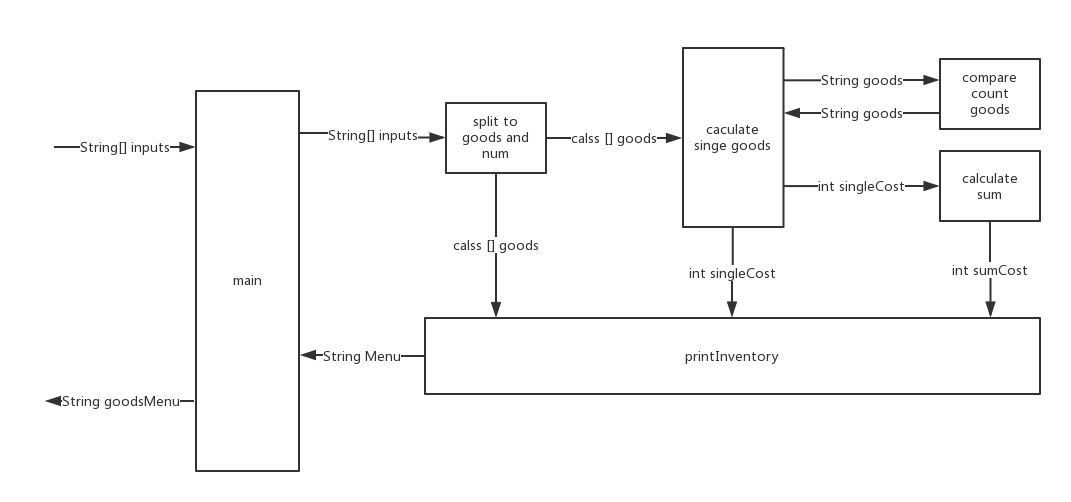 String[] inputs
main
String goodsMenu
String[] inputs
split to
goods and
num
calss [] goods
calss [] goods
caculate
singe goods
String goods
String goods
compare
count
goods
int singleCost
calculate
sum
int singleCost
int sumCost
String Menu
printInventory